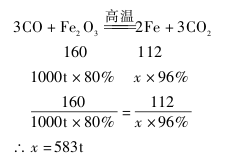 3CO + Fe₂O₃ =高温= 2Fe + 3CO₂
160 112
1000t × 80% x × 96%
160/(1000t × 80%) = 112/(x × 96%)
∴ x = 583t